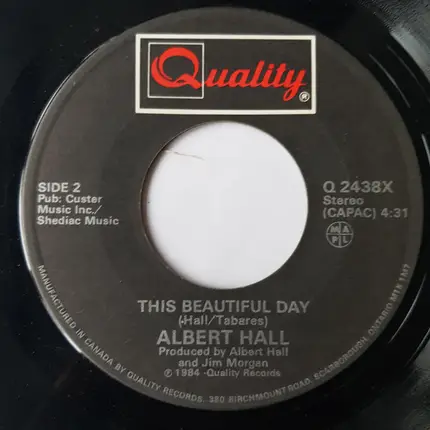 Quality®
SIDE 2
Pub: Custer
Music Inc./
Shediac Music
Q 2438X
Stereo
(CAPAC) 4:31
M
A
P
L
THIS BEAUTIFUL DAY
(Hall/Tabares)
ALBERT HALL
Produced by Albert Hall
and Jim Morgan
℗ 1984 Quality Records
MANUFACTURED IN CANADA BY QUALITY RECORDS, 380 BIRCHMOUNT ROAD, SCARBOROUGH, ONTARIO M1K 1M7